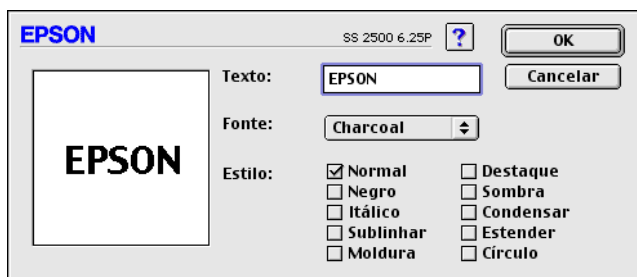 EPSON SS 2500 6.25P ? OK
Texto: EPSON Cancelar
Fonte: Charcoal
EPSON
Estilo: Normal Destaque
Negro Sombra
Itálico Condensar
Sublinhar Estender
Moldura Círculo